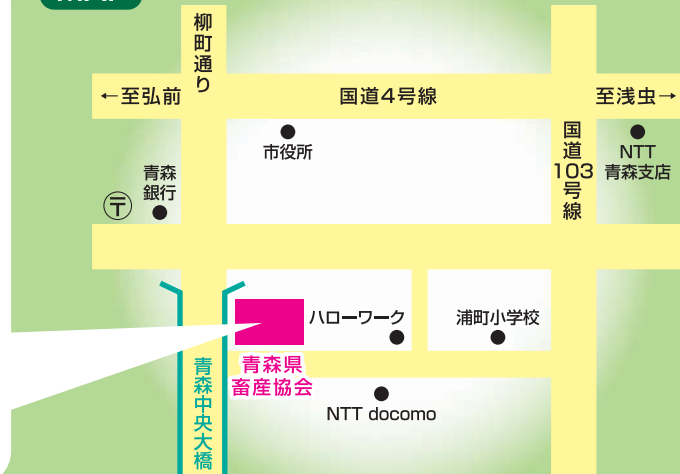 柳町通り
←至弘前
国道4号線
至浅虫→
市役所
国道103号線
NTT
青森支店
青森
銀行
〒
ハローワーク
浦町小学校
青森県
畜産協会
青森中央大橋
NTT docomo